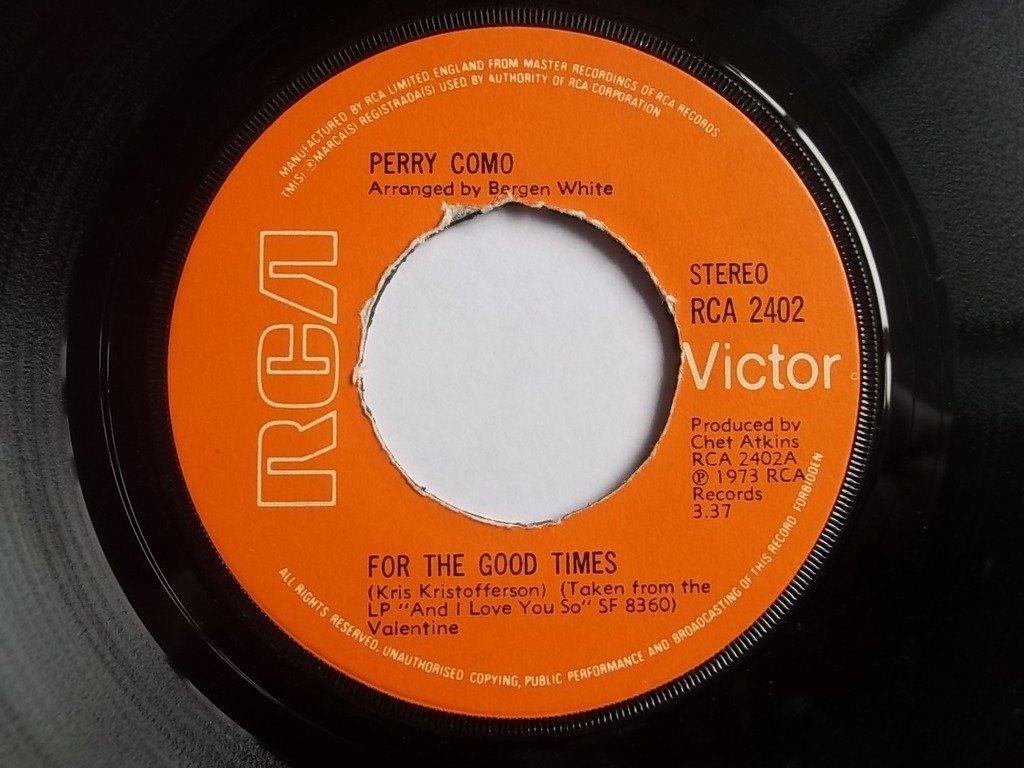 MANUFACTURED BY RCA LIMITED, ENGLAND FROM MASTER RECORDINGS OF RCA RECORDS
TM(S) ® MARCA(S) REGISTRADA(S) USED BY AUTHORITY OF RCA CORPORATION
PERRY COMO
Arranged by Bergen White
RCA
STEREO
RCA 2402
Victor
Produced by
Chet Atkins
RCA 2402A
℗ 1973 RCA
Records
3.37
FOR THE GOOD TIMES
(Kris Kristofferson) (Taken from the
LP "And I Love You So" SF 8360)
Valentine
ALL RIGHTS RESERVED. UNAUTHORISED COPYING, PUBLIC PERFORMANCE AND BROADCASTING OF THIS RECORD FORBIDDEN